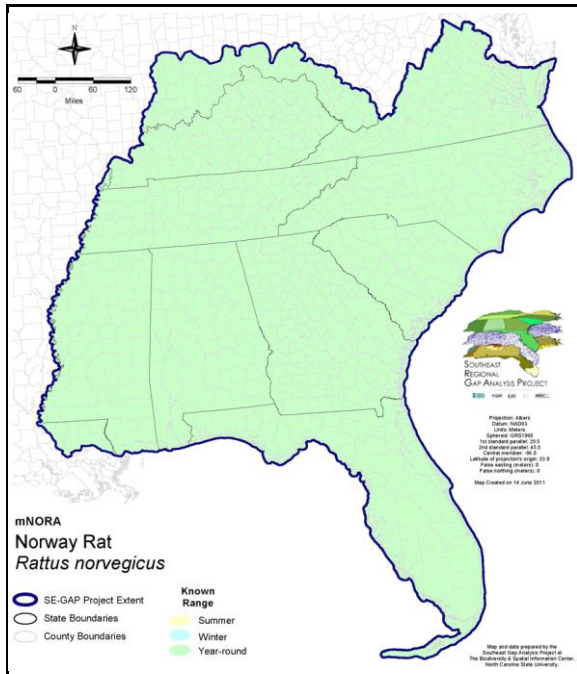 N
60 0 60 120
Miles
SOUTHEAST
REGIONAL
GAP ANALYSIS PROJECT
Projection: Albers
Datum: NAD83
Units: Meters
Spheroid: GRS1980
1st standard parallel: 29.5
2nd standard parallel: 45.5
Central meridian: -96.0
Latitude of projection's origin: 23.0
False easting (meters): 0
False northing (meters): 0
Map Created on 14 June 2011
mNORA
Norway Rat
Rattus norvegicus
SE-GAP Project Extent
State Boundaries
County Boundaries
Known
Range
Summer
Winter
Year-round
Map and data prepared by the
Southeast Gap Analysis Project at
The Biodiversity & Spatial Information Center,
North Carolina State University.